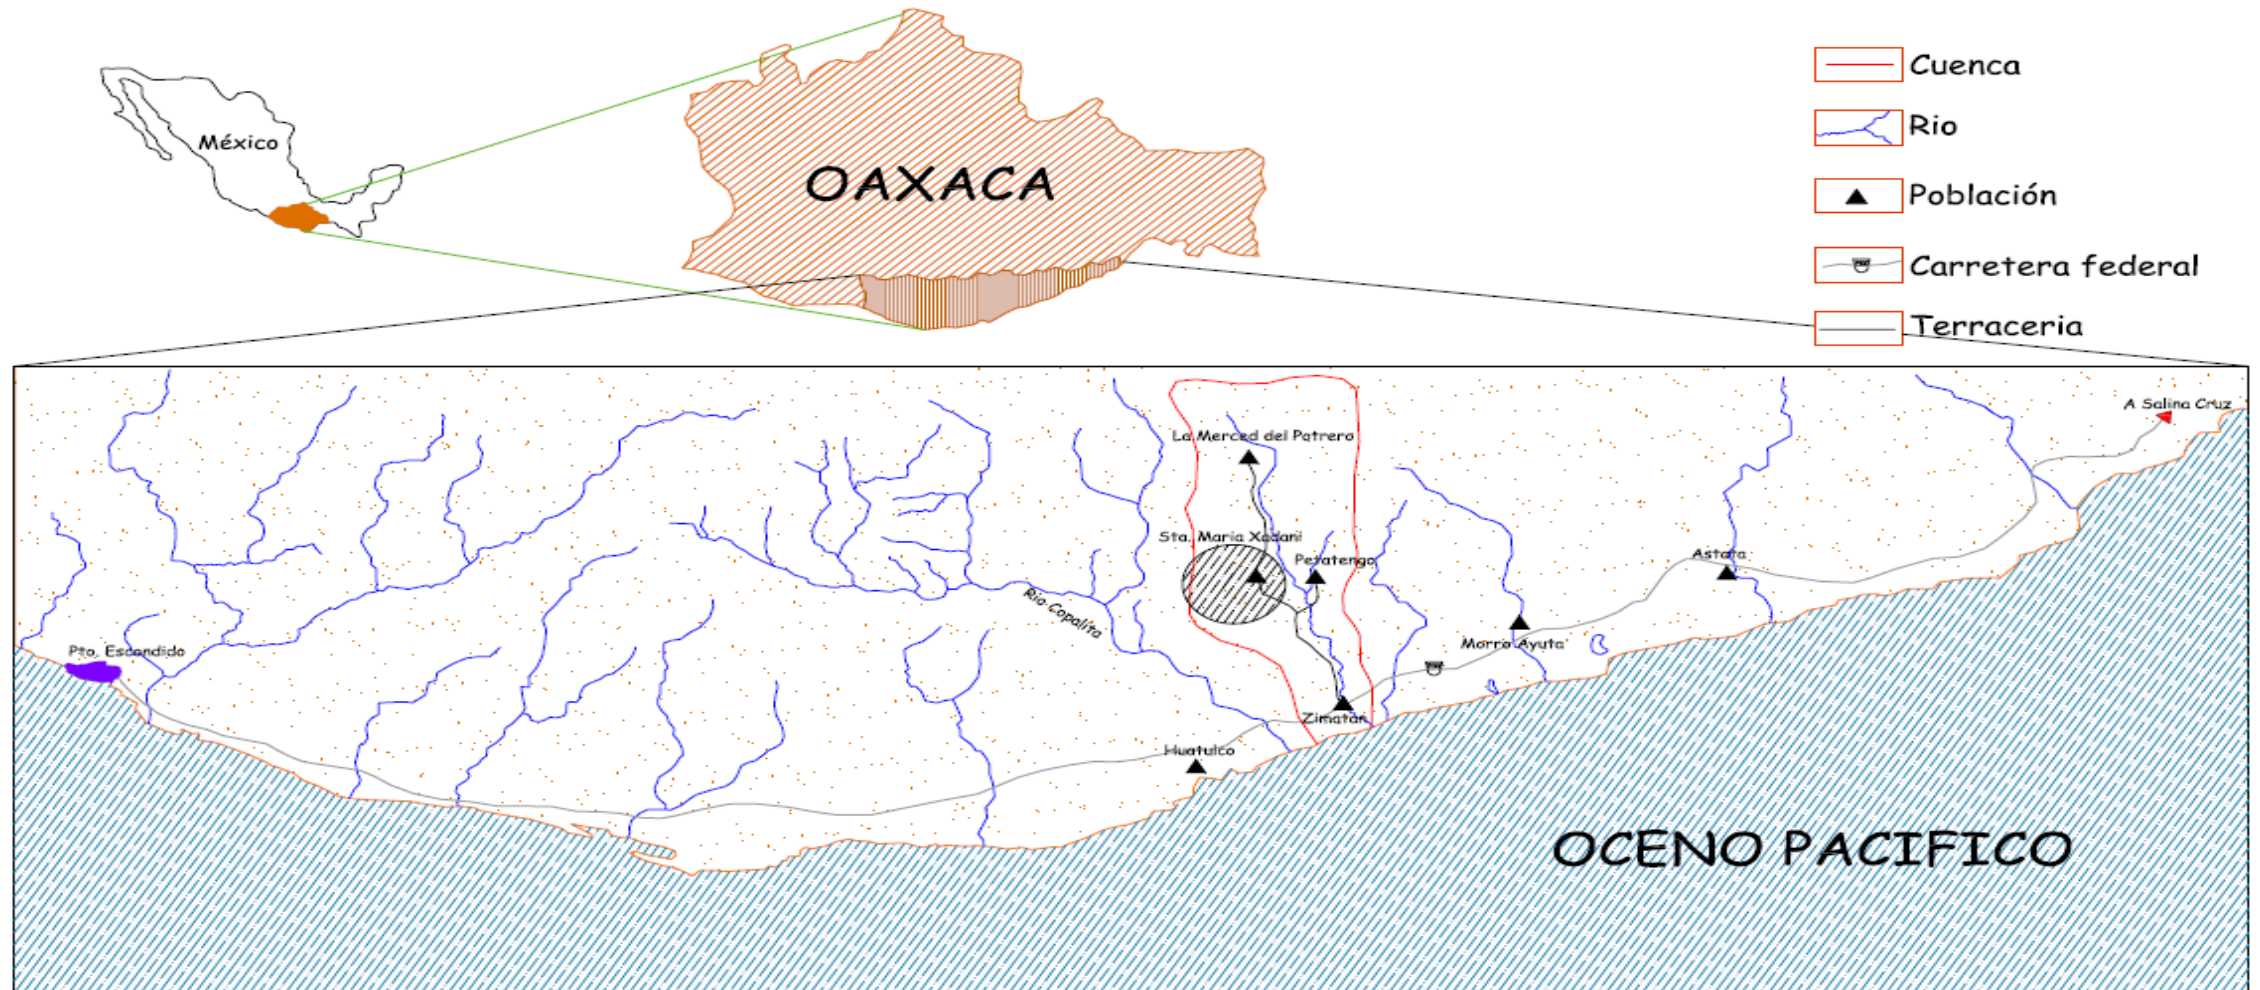 México
OAXACA
Cuenca
Rio
Población
Carretera federal
Terraceria
A Salina Cruz
La Merced del Potrero
Sta. Maria Xadani
Petatengo
Astata
Rio Copalita
Pto. Escondido
Morro Ayuta
Zimatan
Huatulco
OCENO PACIFICO